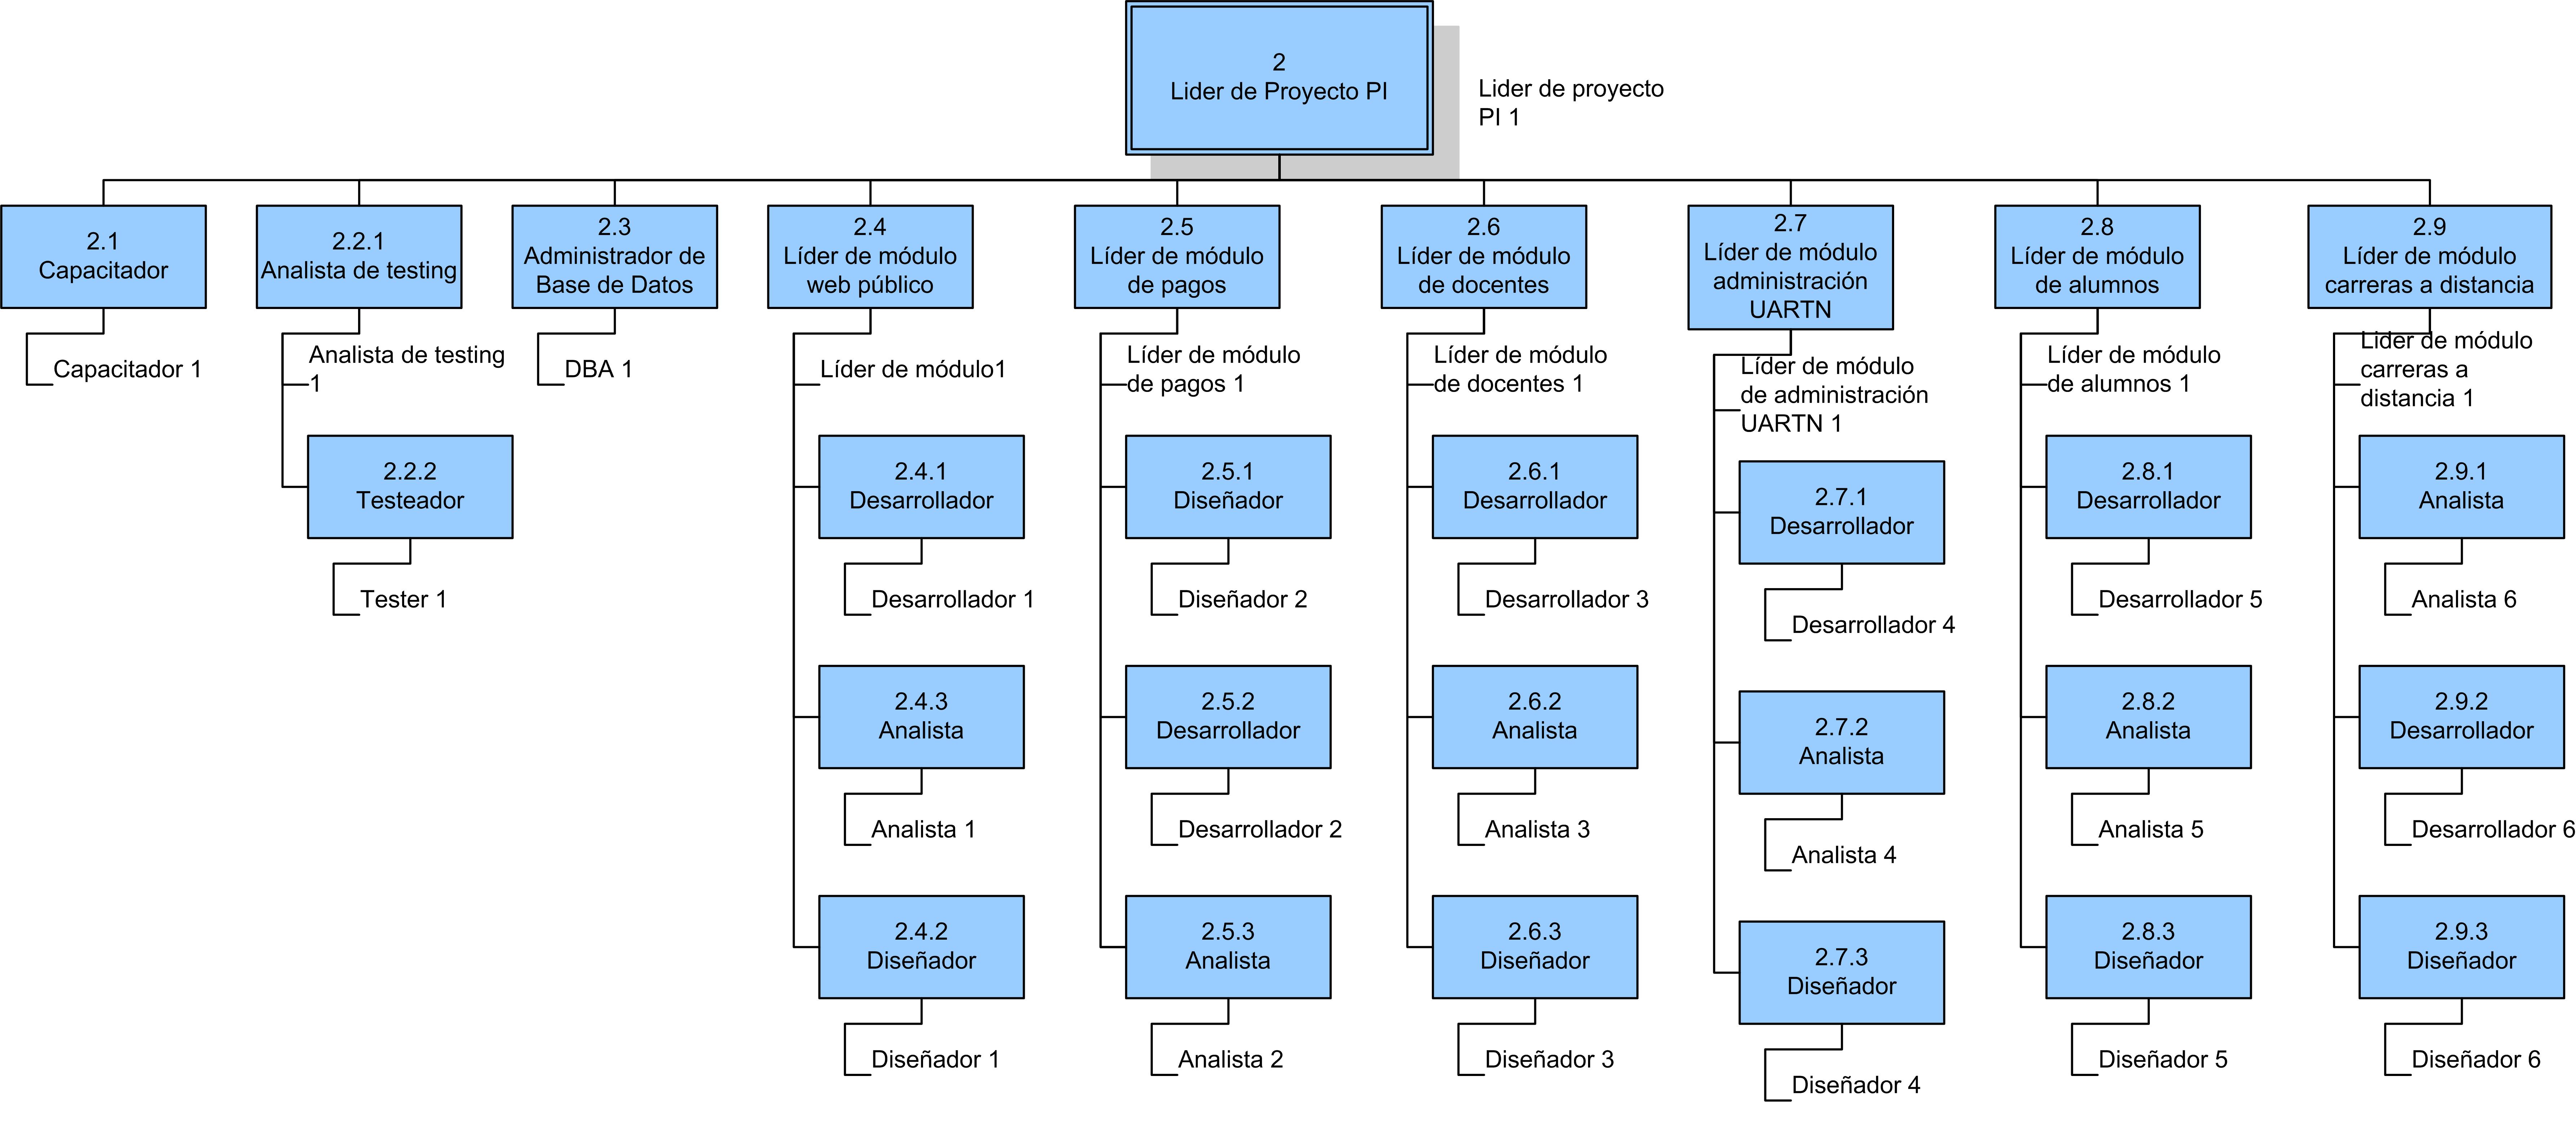 2
Lider de Proyecto PI
Lider de proyecto
PI 1
2.1
Capacitador
Capacitador 1
2.2.1
Analista de testing
Analista de testing
1
2.2.2
Testeador
Tester 1
2.3
Administrador de
Base de Datos
DBA 1
2.4
Líder de módulo
web público
Líder de módulo1
2.4.1
Desarrollador
Desarrollador 1
2.4.3
Analista
Analista 1
2.4.2
Diseñador
Diseñador 1
2.5
Líder de módulo
de pagos
Líder de módulo
de pagos 1
2.5.1
Diseñador
Diseñador 2
2.5.2
Desarrollador
Desarrollador 2
2.5.3
Analista
Analista 2
2.6
Líder de módulo
de docentes
Líder de módulo
de docentes 1
2.6.1
Desarrollador
Desarrollador 3
2.6.2
Analista
Analista 3
2.6.3
Diseñador
Diseñador 3
2.7
Líder de módulo
administración
UARTN
Líder de módulo
de administración
UARTN 1
2.7.1
Desarrollador
Desarrollador 4
2.7.2
Analista
Analista 4
2.7.3
Diseñador
Diseñador 4
2.8
Líder de módulo
de alumnos
Líder de módulo
de alumnos 1
2.8.1
Desarrollador
Desarrollador 5
2.8.2
Analista
Analista 5
2.8.3
Diseñador
Diseñador 5
2.9
Líder de módulo
carreras a distancia
Líder de módulo
carreras a
distancia 1
2.9.1
Analista
Analista 6
2.9.2
Desarrollador
Desarrollador 6
2.9.3
Diseñador
Diseñador 6